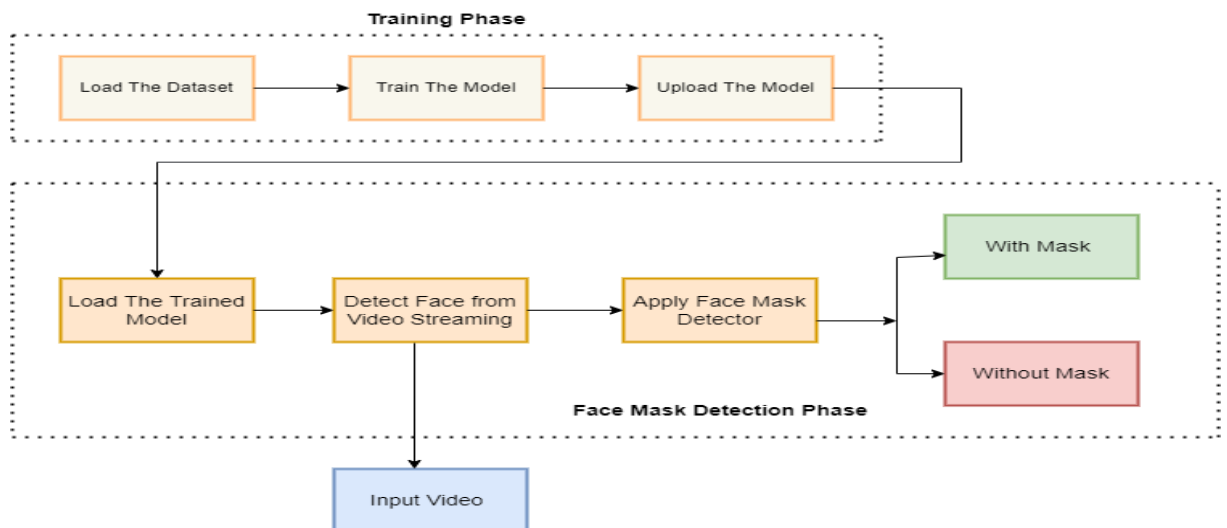 Training Phase
Load The Dataset
Train The Model
Upload The Model
With Mask
Load The Trained
Model
Detect Face from
Video Streaming
Apply Face Mask
Detector
Without Mask
Face Mask Detection Phase
Input Video